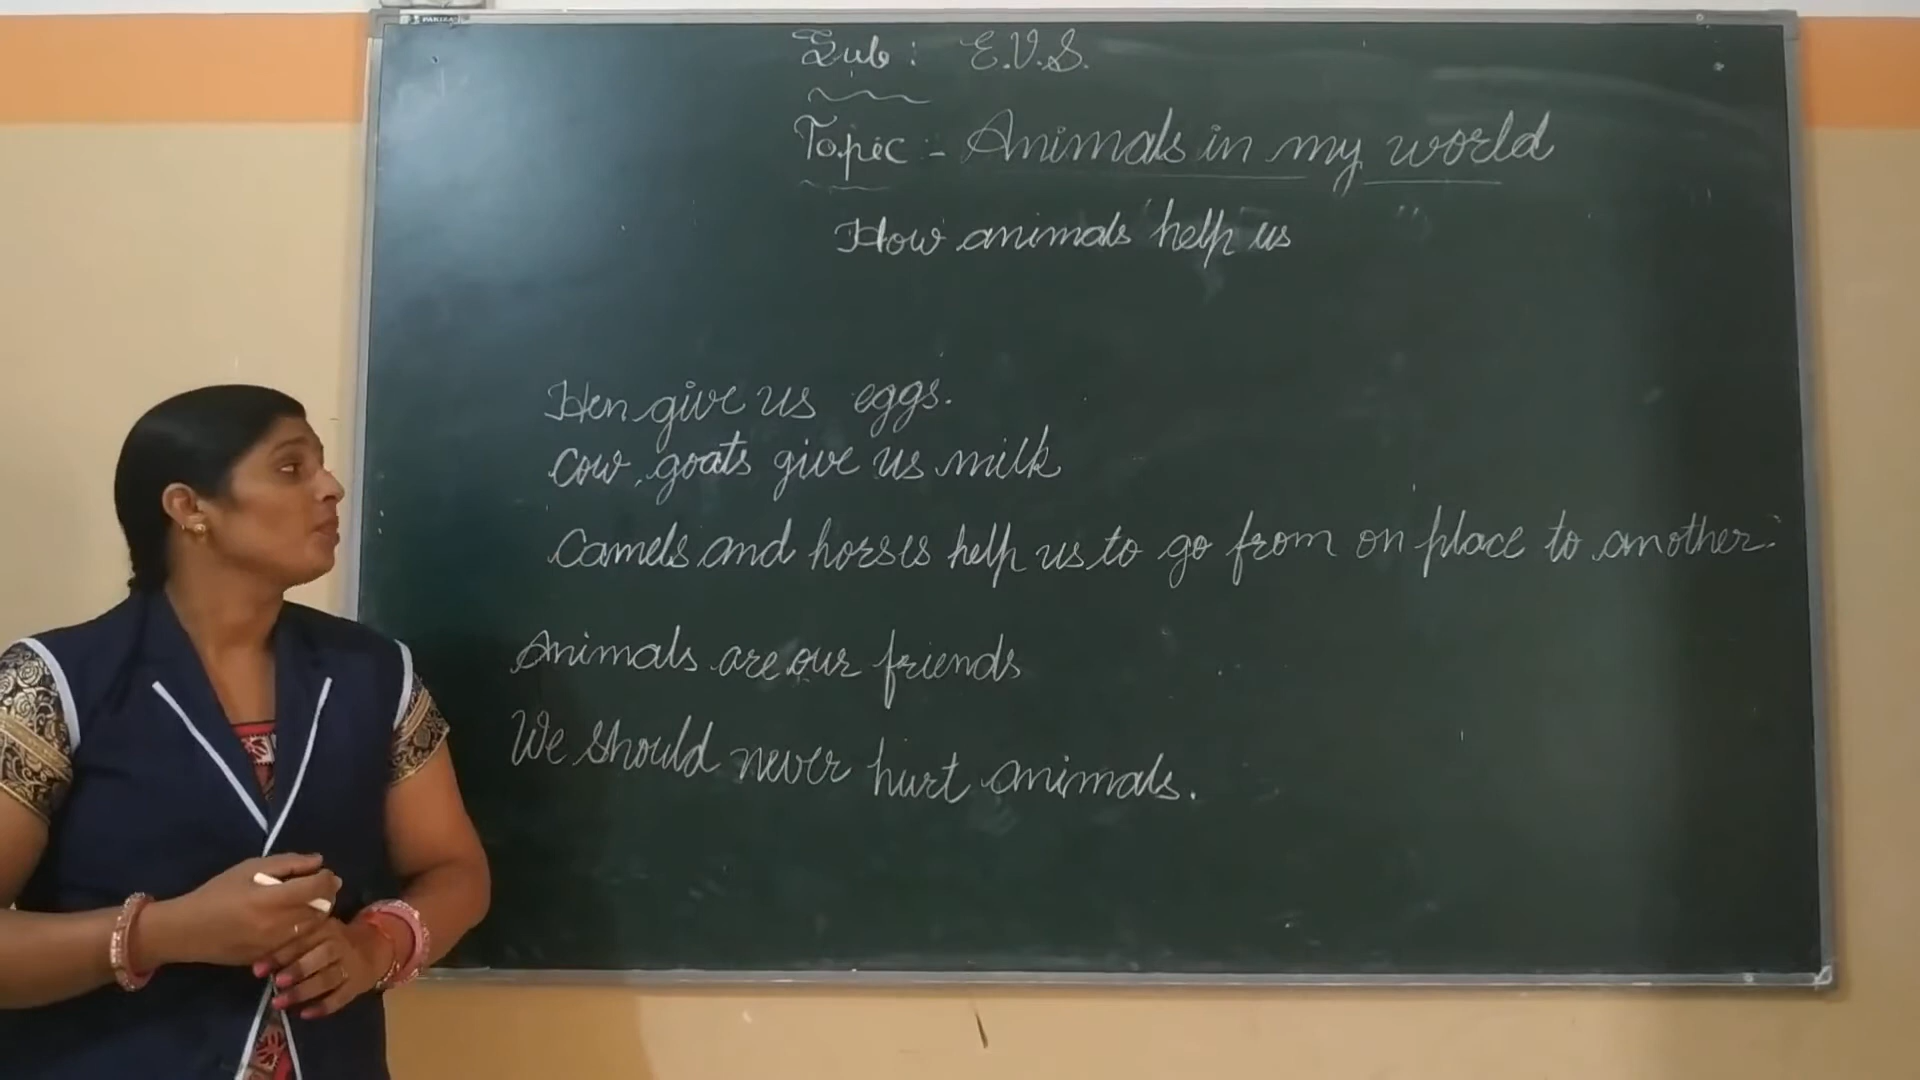 Sub : E.V.S.
Topic :- Animals in my world
How animals help us
Hen give us eggs.
Cow, goats give us milk
Camels and horses help us to go from on place to another.
Animals are our friends
We should never hurt animals.